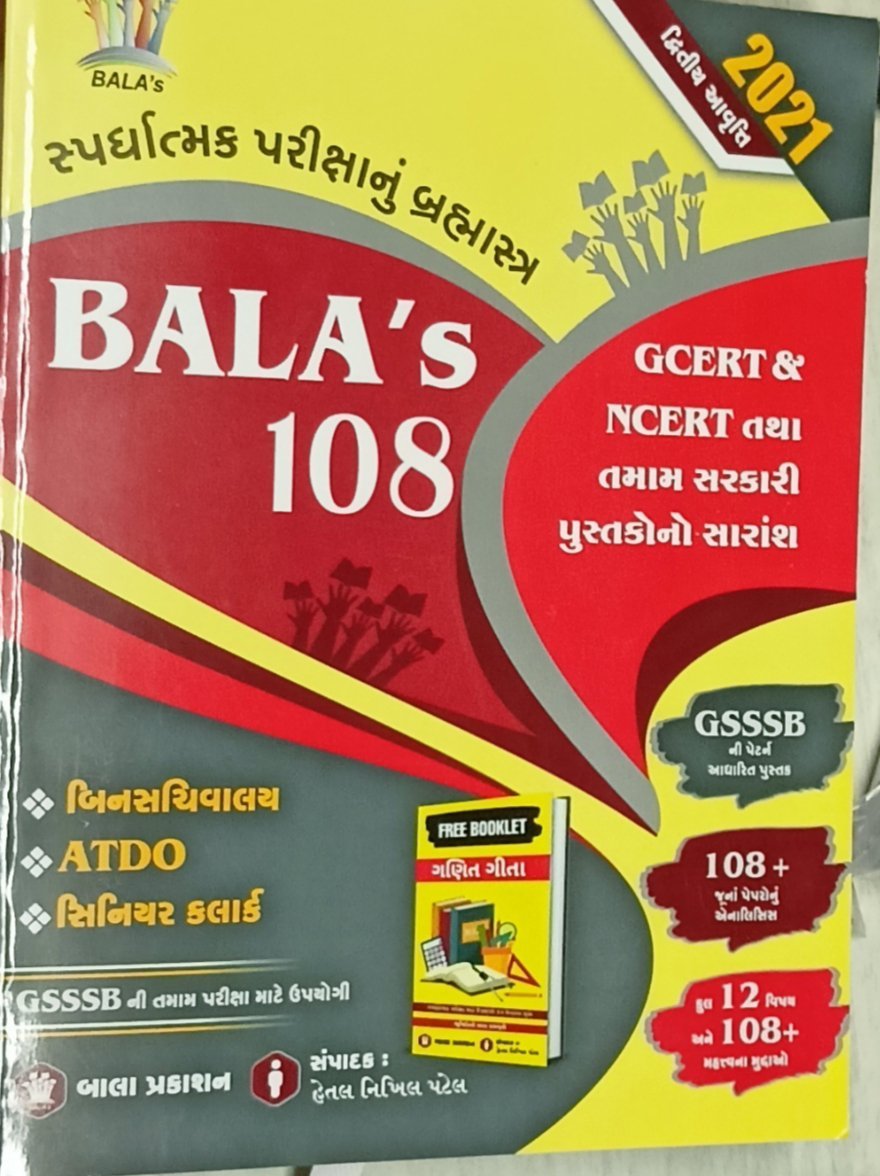 BALA's
દ્વિતીય આવૃત્તિ
2021
સ્પર્ધાત્મક પરીક્ષાનું બ્રહ્માસ્ત્ર
BALA's
108
GCERT &
NCERT તથા
તમામ સરકારી
પુસ્તકોનો સારાંશ
GSSSB
ની પેટર્ન
આધારિત પુસ્તક
❖ બિનસચિવાલય
❖ ATDO
❖ સિનિયર કલાર્ક
FREE BOOKLET
ગણિત ગીતા
108+
જૂનાં પેપરોનું
એનાલિસિસ
GSSSB ની તમામ પરીક્ષા માટે ઉપયોગી
કુલ 12 વિષય
અને 108+
મહત્ત્વના મુદ્દાઓ
બાલા પ્રકાશન
સંપાદક :
હેતલ નિખિલ પટેલ